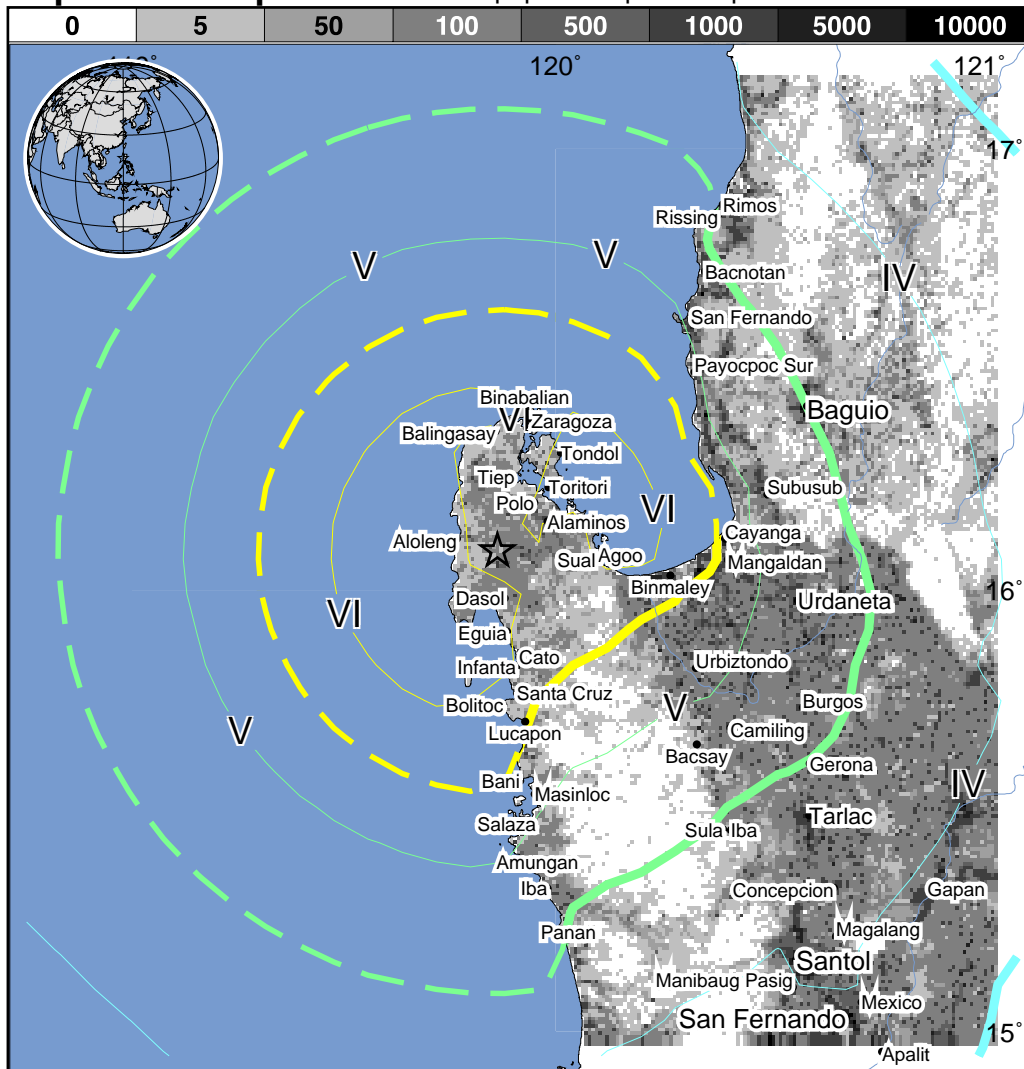 0 5 50 100 500 1000 5000 10000
120°
121°
17°
Rimos
Rissing
V
V
Bacnotan
IV
San Fernando
Payocpoc Sur
Binabalian
Baguio
VI
Zaragoza
Balingasay
Tondol
Tiep
Toritori
Subusub
Polo
VI
Alaminos
Cayanga
Aloleng
Agoo
Sual
Mangaldan
Binmaley
16°
Dasol
Urdaneta
VI
Eguia
Cato
Infanta
Urbiztondo
Santa Cruz
Bolitoc
Burgos
V
V
Lucapon
Camiling
Bacsay
Gerona
Bani
IV
Masinloc
Salaza
Tarlac
Sula
Iba
Amungan
Iba
Concepcion
Gapan
Panan
Magalang
Santol
Manibaug Pasig
Mexico
San Fernando
15°
Apalit